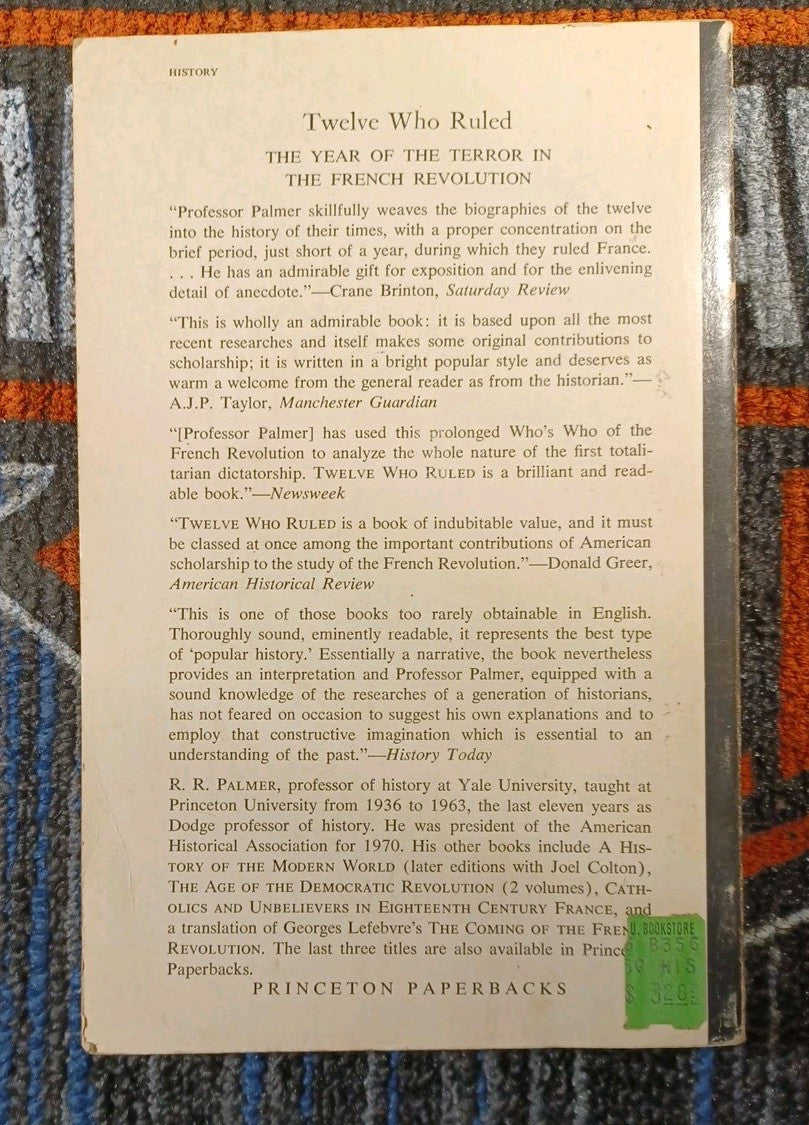 HISTORY
Twelve Who Ruled
THE YEAR OF THE TERROR IN
THE FRENCH REVOLUTION
“Professor Palmer skillfully weaves the biographies of the twelve
into the history of their times, with a proper concentration on the
brief period, just short of a year, during which they ruled France.
. . . He has an admirable gift for exposition and for the enlivening
detail of anecdote.”—Crane Brinton, Saturday Review
“This is wholly an admirable book: it is based upon all the most
recent researches and itself makes some original contributions to
scholarship; it is written in a bright popular style and deserves as
warm a welcome from the general reader as from the historian.”—
A.J.P. Taylor, Manchester Guardian
“[Professor Palmer] has used this prolonged Who’s Who of the
French Revolution to analyze the whole nature of the first totali-
tarian dictatorship. TWELVE WHO RULED is a brilliant and read-
able book.”—Newsweek
“TWELVE WHO RULED is a book of indubitable value, and it must
be classed at once among the important contributions of American
scholarship to the study of the French Revolution.”—Donald Greer,
American Historical Review
“This is one of those books too rarely obtainable in English.
Thoroughly sound, eminently readable, it represents the best type
of ‘popular history.’ Essentially a narrative, the book nevertheless
provides an interpretation and Professor Palmer, equipped with a
sound knowledge of the researches of a generation of historians,
has not feared on occasion to suggest his own explanations and to
employ that constructive imagination which is essential to an
understanding of the past.”—History Today
R. R. PALMER, professor of history at Yale University, taught at
Princeton University from 1936 to 1963, the last eleven years as
Dodge professor of history. He was president of the American
Historical Association for 1970. His other books include A HIS-
TORY OF THE MODERN WORLD (later editions with Joel Colton),
THE AGE OF THE DEMOCRATIC REVOLUTION (2 volumes), CATH-
OLICS AND UNBELIEVERS IN EIGHTEENTH CENTURY FRANCE, and
a translation of Georges Lefebvre’s THE COMING OF THE FREN
REVOLUTION. The last three titles are also available in Prince
Paperbacks.
PRINCETON PAPERBACKS
U. BOOKSTORE
B35G
HIS